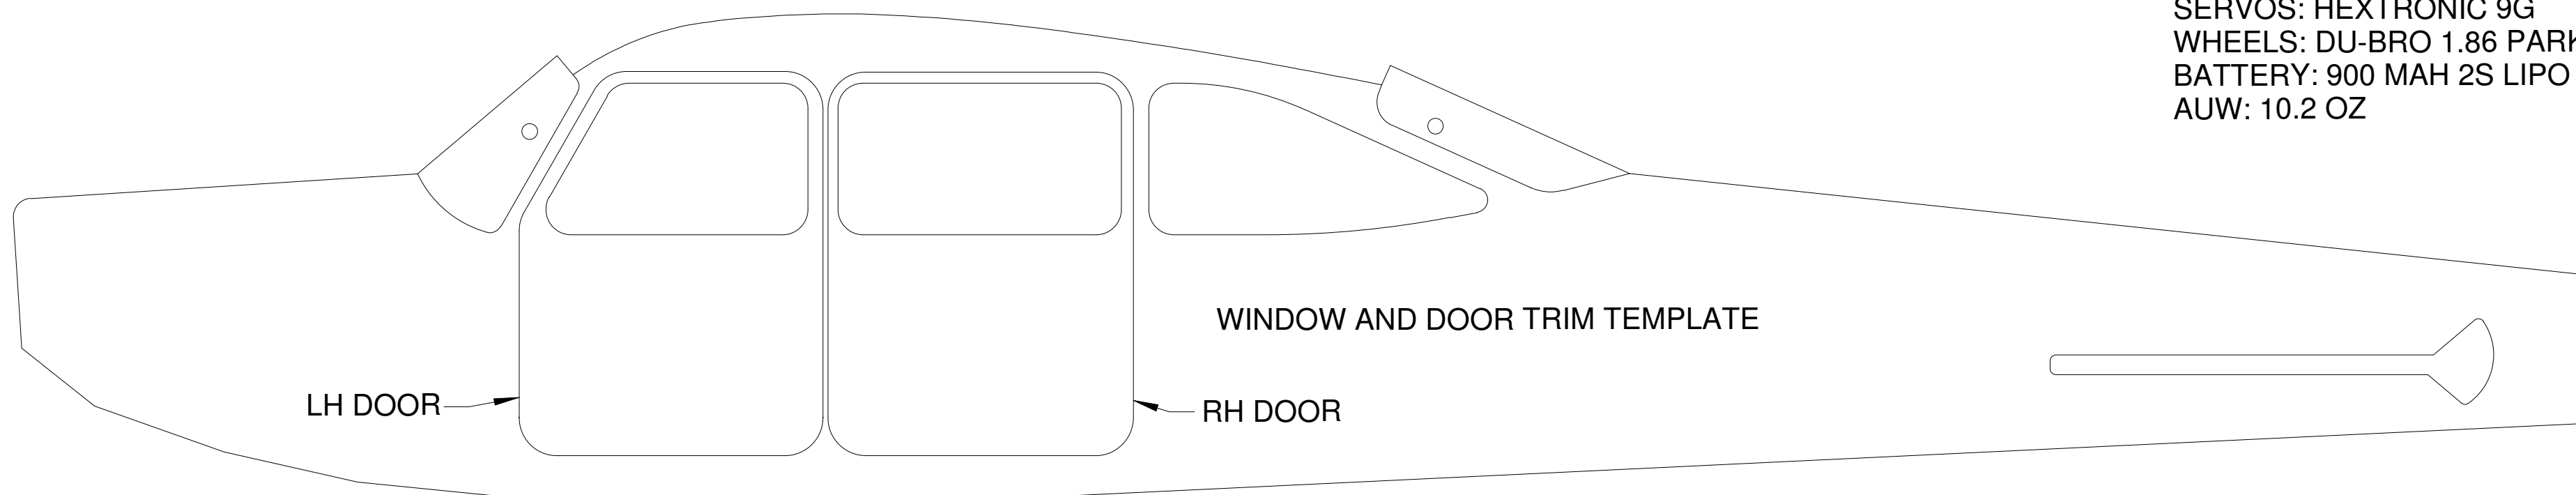 SERVOS: HEXTRONIC 9G
WHEELS: DU-BRO 1.86
BATTERY: 900 MAH 2S LIPO
AUW: 10.2 OZ
WINDOW AND DOOR TRIM TEMPLATE
LH DOOR
RH DOOR